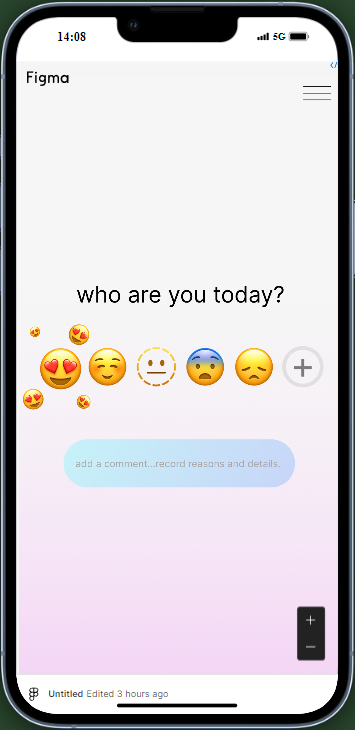 14:08
5G
Figma
who are you today?
add a comment...record reasons and details.
Untitled Edited 3 hours ago